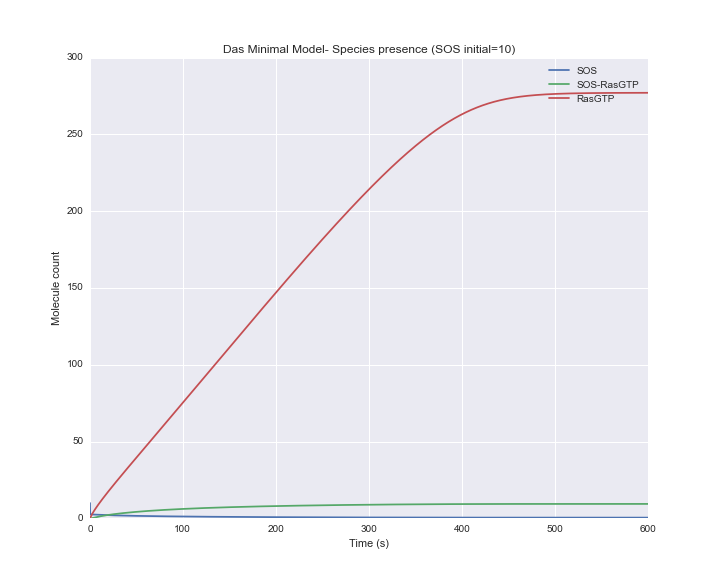 Das Minimal Model- Species presence (SOS initial=10)
SOS
SOS-RasGTP
RasGTP
300
250
200
150
100
50
0
Molecule count
0 100 200 300 400 500 600
Time (s)